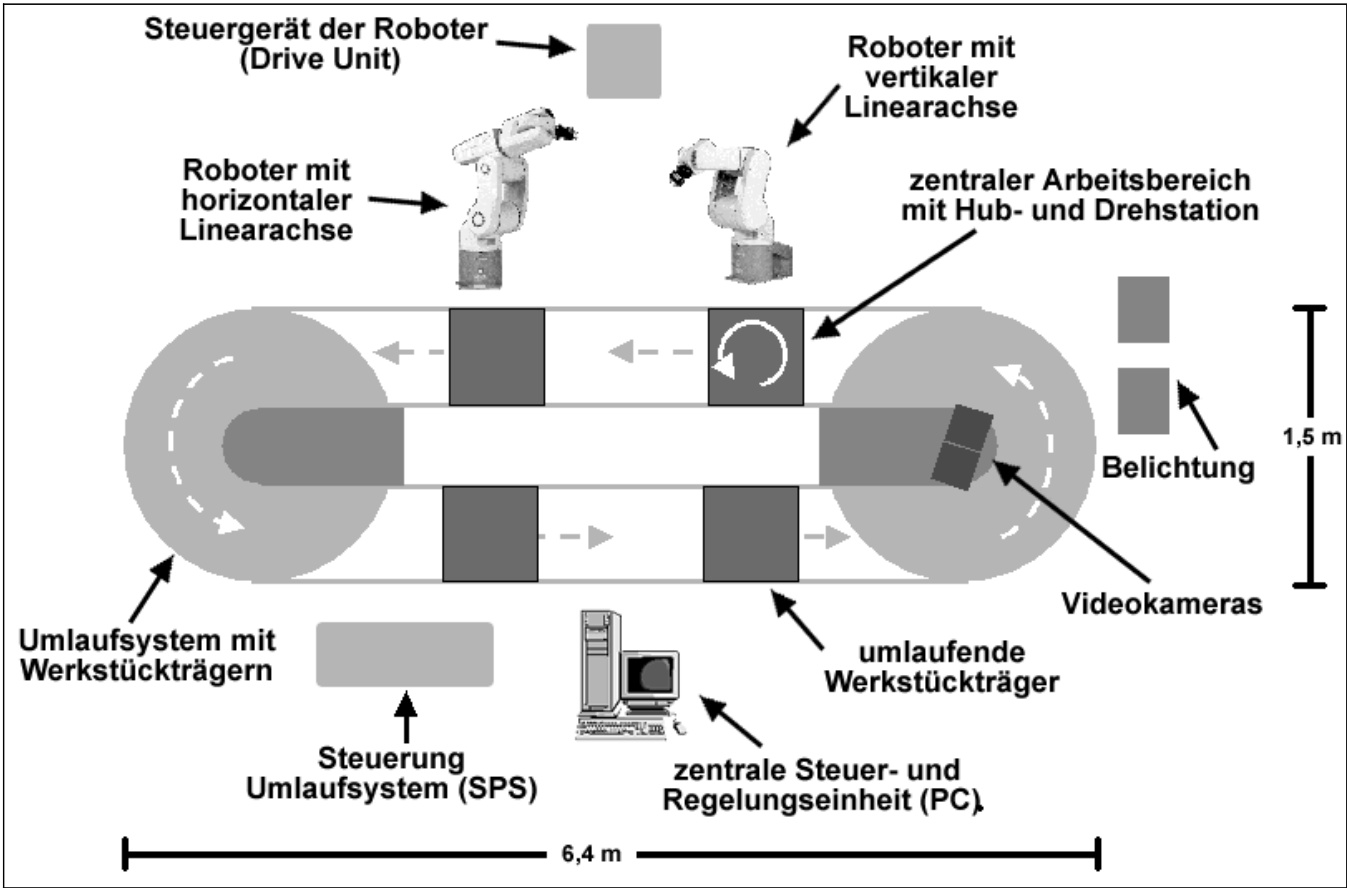 Steuergerät der Roboter
(Drive Unit)
Roboter mit
vertikaler
Linearachse
Roboter mit
horizontaler
Linearachse
zentraler Arbeitsbereich
mit Hub- und Drehstation
1,5 m
Belichtung
Videokameras
Umlaufsystem mit
Werkstückträgern
umlaufende
Werkstückträger
Steuerung
Umlaufsystem (SPS)
zentrale Steuer- und
Regelungseinheit (PC).
6,4 m